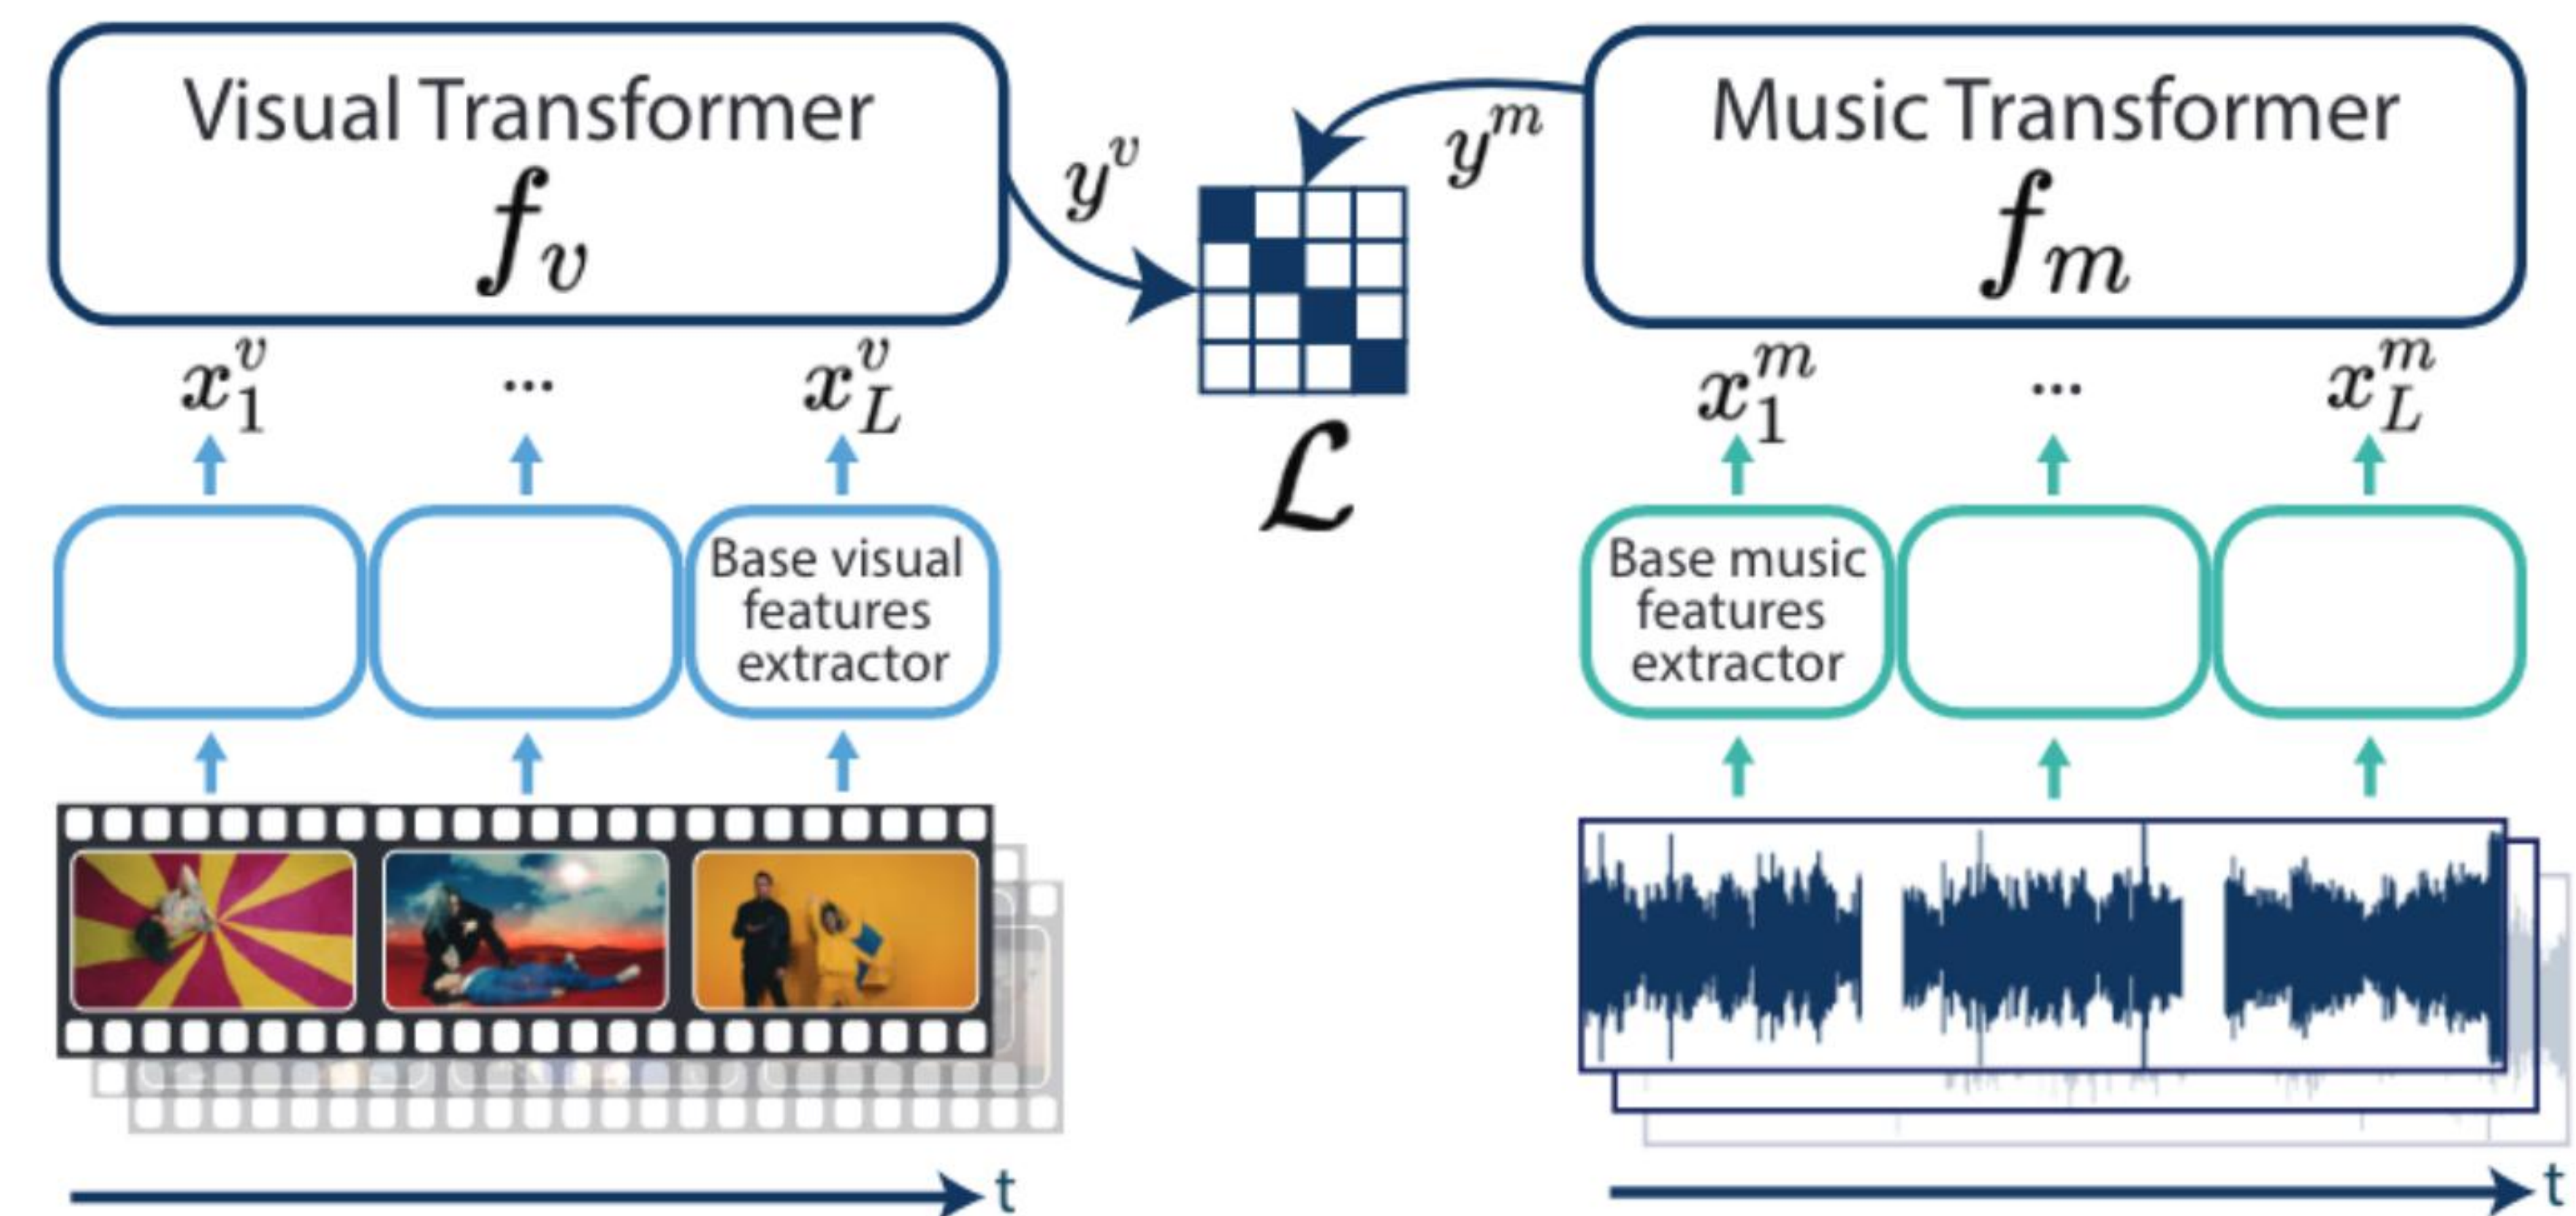 Visual Transformer
f_v
y^v
y^m
Music Transformer
f_m
x_1^v ... x_L^v
ℒ
x_1^m ... x_L^m
Base visual
features
extractor
Base music
features
extractor
t
t